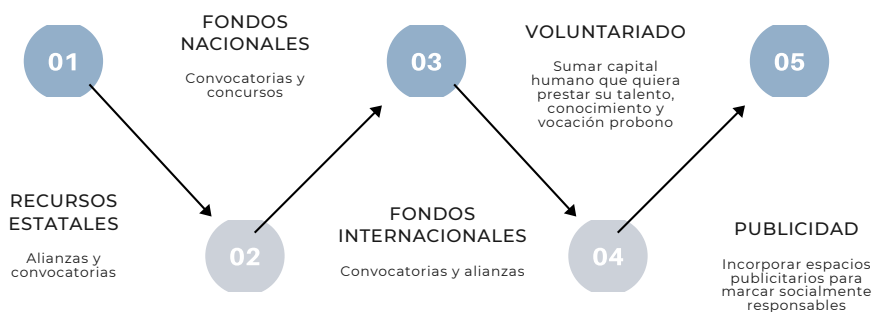 01
RECURSOS
ESTATALES
Alianzas y
convocatorias
FONDOS
NACIONALES
Convocatorias y
concursos
02
03
FONDOS
INTERNACIONALES
Convocatorias y alianzas
VOLUNTARIADO
Sumar capital
humano que quiera
prestar su talento,
conocimiento y
vocación probono
04
05
PUBLICIDAD
Incorporar espacios
publicitarios para
marcar socialmente
responsables